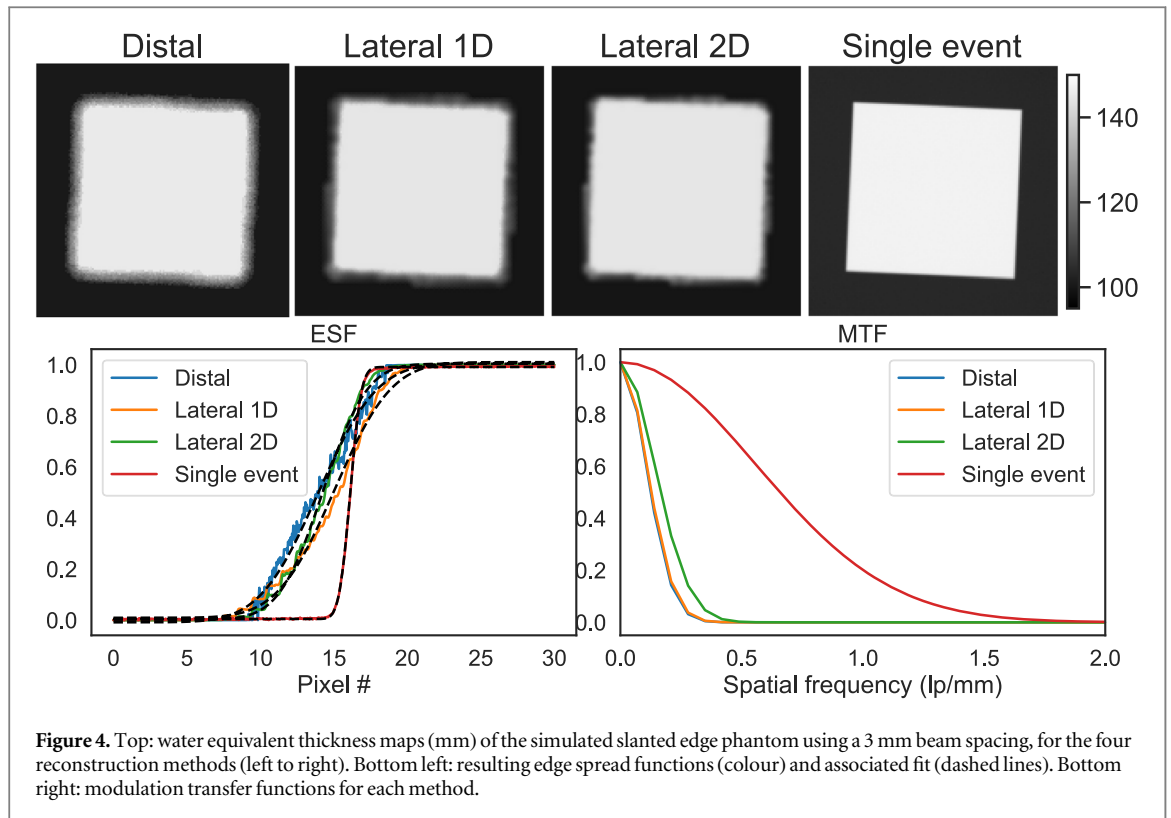 Distal Lateral 1D Lateral 2D Single event
140
120
100
ESF MTF
1.0
0.8
0.6
0.4
0.2
0.0
Distal
Lateral 1D
Lateral 2D
Single event
0 5 10 15 20 25 30
Pixel #
1.0
0.8
0.6
0.4
0.2
0.0
Distal
Lateral 1D
Lateral 2D
Single event
0.0 0.5 1.0 1.5 2.0
Spatial frequency (lp/mm)
Figure 4. Top: water equivalent thickness maps (mm) of the simulated slanted edge phantom using a 3 mm beam spacing, for the four
reconstruction methods (left to right). Bottom left: resulting edge spread functions (colour) and associated fit (dashed lines). Bottom
right: modulation transfer functions for each method.